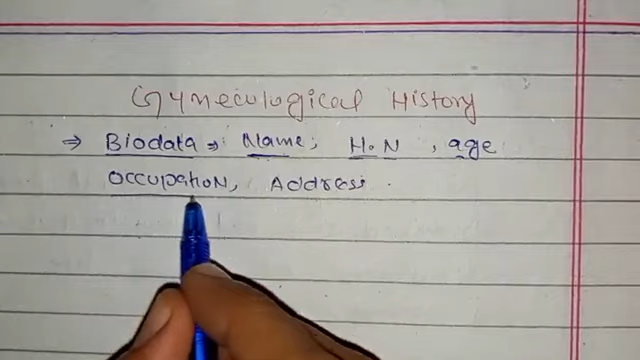 Gynecological History
⇒ Biodata → Name, H.N, age
Occupation, Address.